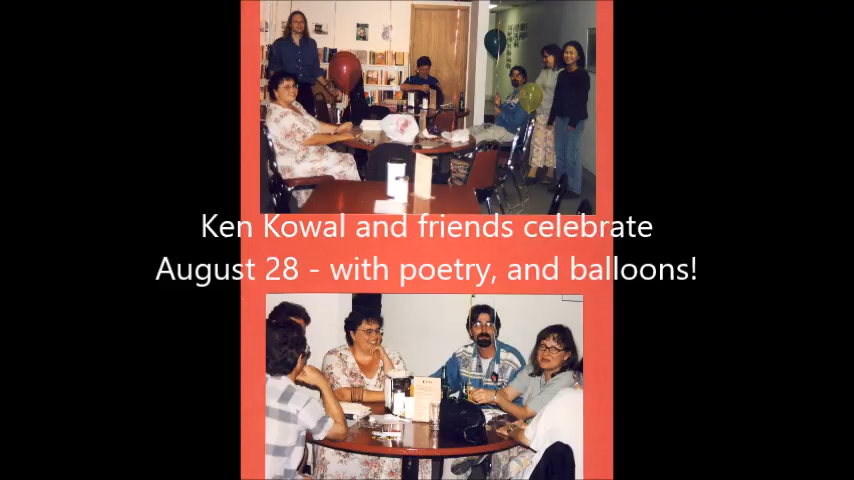 Ken Kowal and friends celebrate
August 28 - with poetry, and balloons!